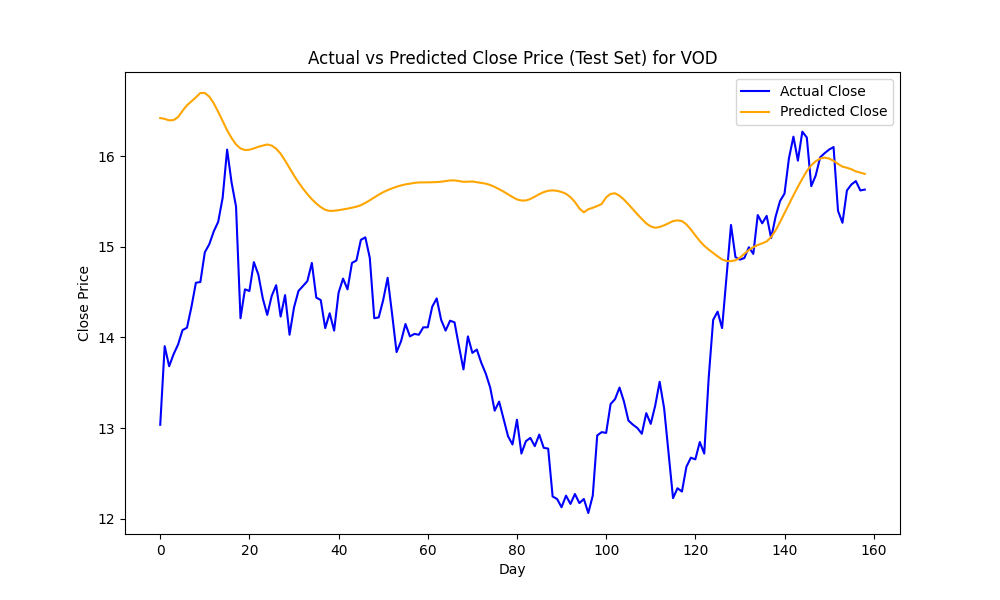 Actual vs Predicted Close Price (Test Set) for VOD
Actual Close
Predicted Close
Close Price
16
15
14
13
12
0 20 40 60 80 100 120 140 160
Day